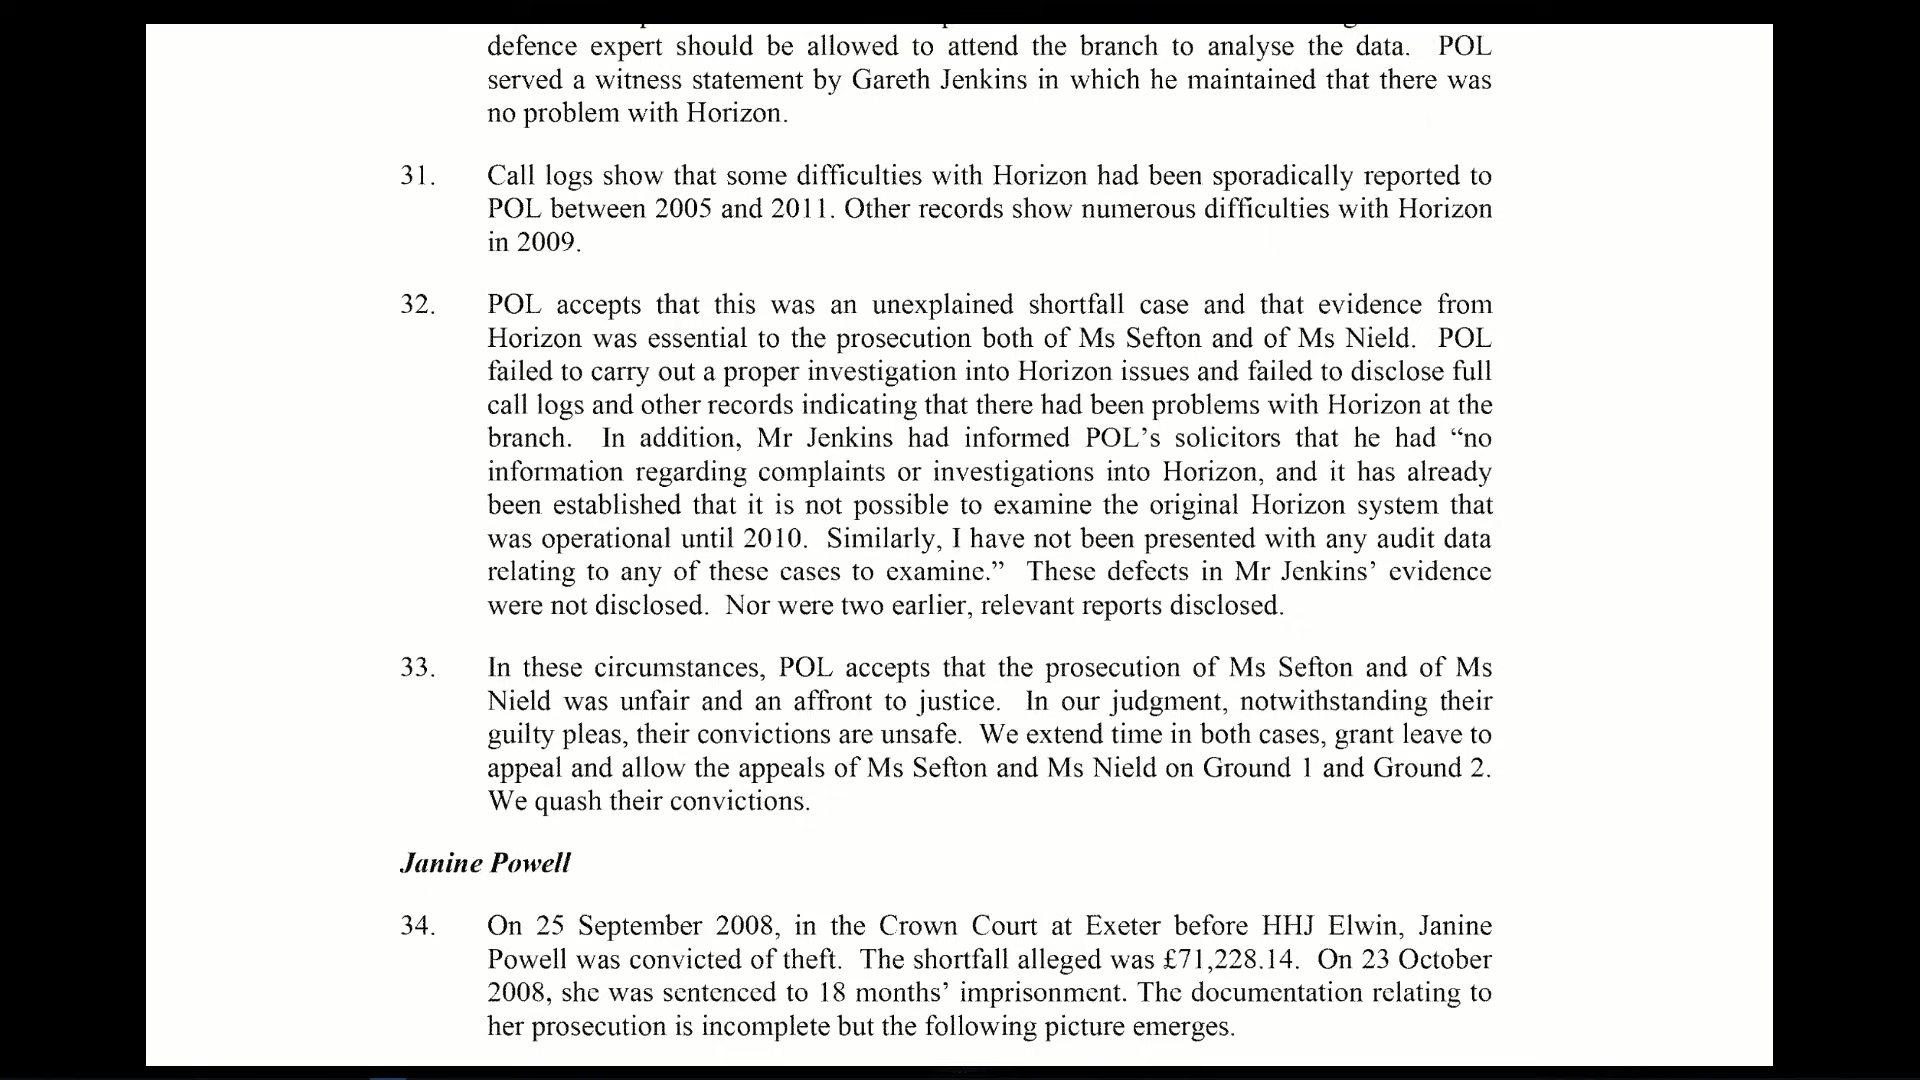 defence expert should be allowed to attend the branch to analyse the data. POL
served a witness statement by Gareth Jenkins in which he maintained that there was
no problem with Horizon.
31. Call logs show that some difficulties with Horizon had been sporadically reported to
POL between 2005 and 2011. Other records show numerous difficulties with Horizon
in 2009.
32. POL accepts that this was an unexplained shortfall case and that evidence from
Horizon was essential to the prosecution both of Ms Sefton and of Ms Nield. POL
failed to carry out a proper investigation into Horizon issues and failed to disclose full
call logs and other records indicating that there had been problems with Horizon at the
branch. In addition, Mr Jenkins had informed POL’s solicitors that he had “no
information regarding complaints or investigations into Horizon, and it has already
been established that it is not possible to examine the original Horizon system that
was operational until 2010. Similarly, I have not been presented with any audit data
relating to any of these cases to examine.” These defects in Mr Jenkins’ evidence
were not disclosed. Nor were two earlier, relevant reports disclosed.
33. In these circumstances, POL accepts that the prosecution of Ms Sefton and of Ms
Nield was unfair and an affront to justice. In our judgment, notwithstanding their
guilty pleas, their convictions are unsafe. We extend time in both cases, grant leave to
appeal and allow the appeals of Ms Sefton and Ms Nield on Ground 1 and Ground 2.
We quash their convictions.
Janine Powell
34. On 25 September 2008, in the Crown Court at Exeter before HHJ Elwin, Janine
Powell was convicted of theft. The shortfall alleged was £71,228.14. On 23 October
2008, she was sentenced to 18 months’ imprisonment. The documentation relating to
her prosecution is incomplete but the following picture emerges.